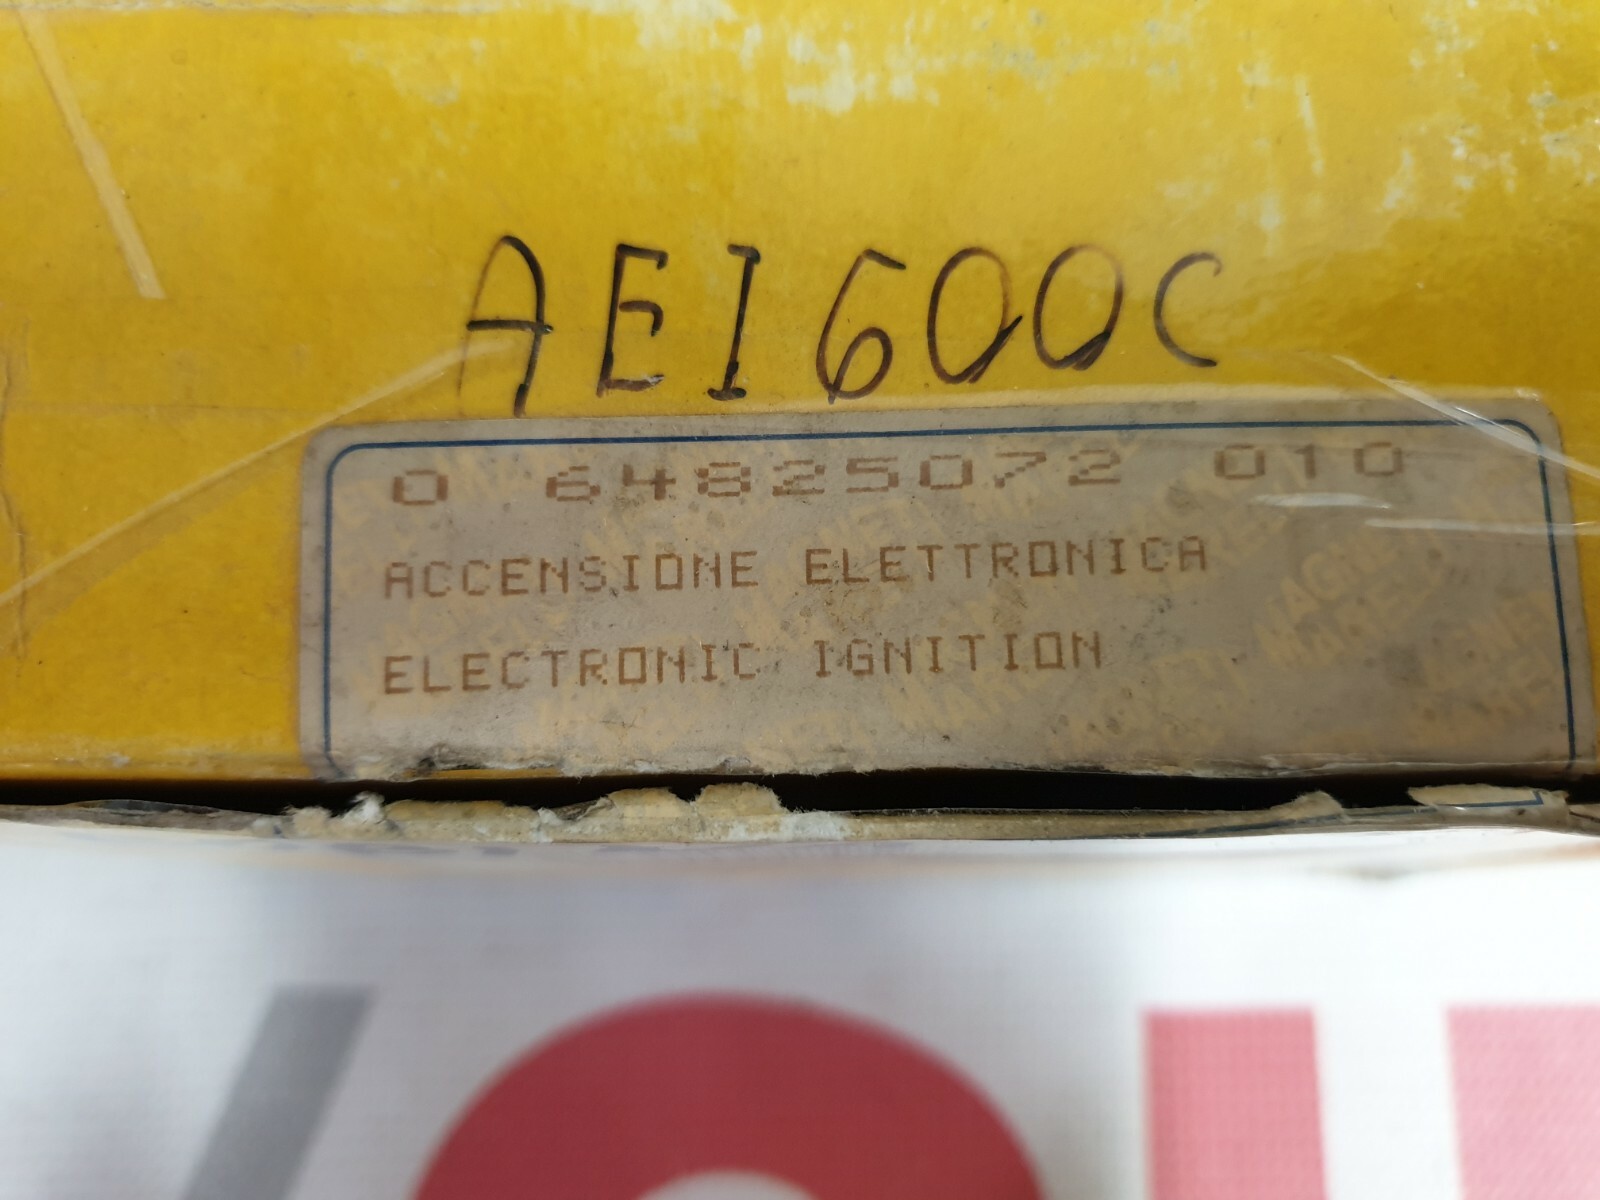 AEI600C
0 64825072 010
ACCENSIONE ELETTRONICA
ELECTRONIC IGNITION